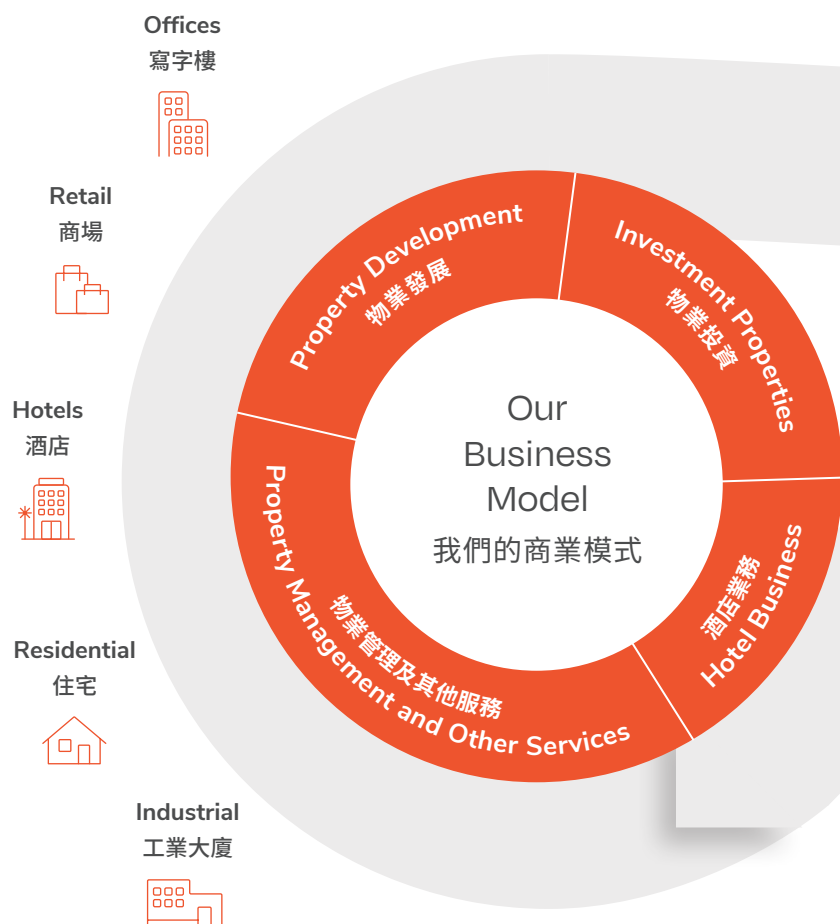 Offices
寫字樓
Retail
商場
Hotels
酒店
Residential
住宅
Industrial
工業大廈
Property Development
物業發展
Investment Properties
物業投資
Hotel Business
酒店業務
Property Management and Other Services
物業管理及其他服務
Our
Business
Model
我們的商業模式